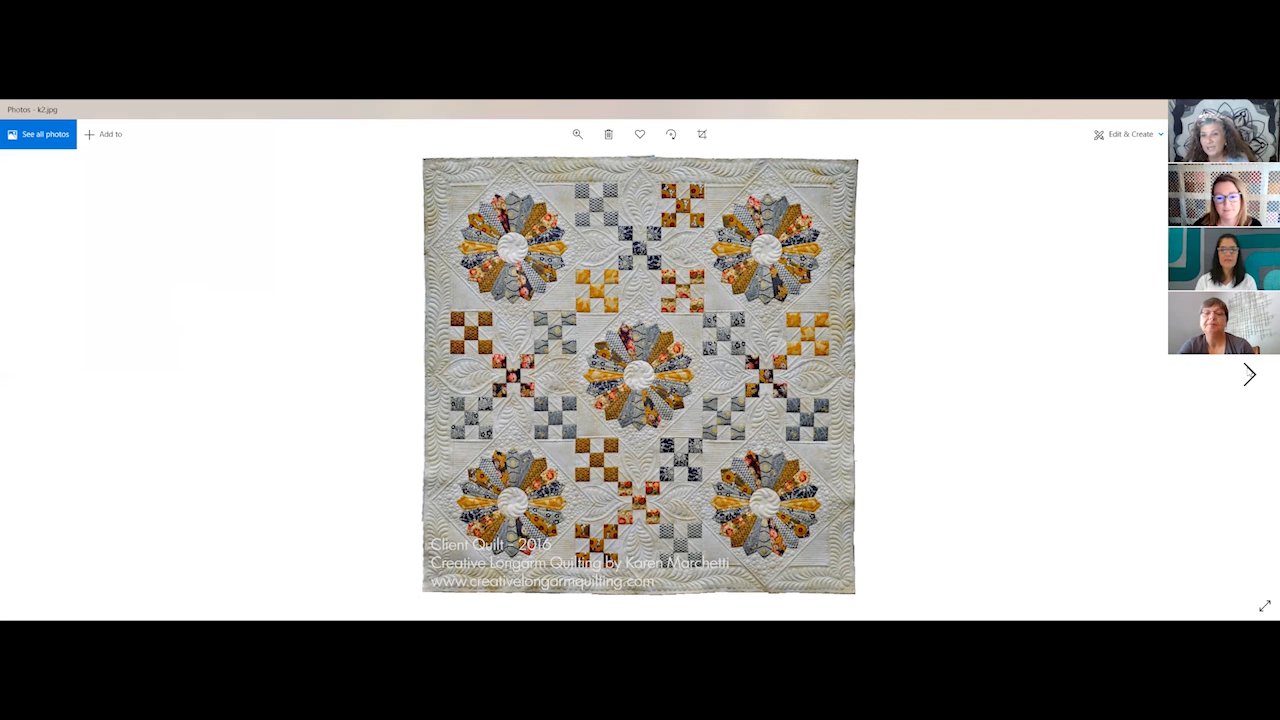 Photos - k2.jpg
See all photos
Add to
Edit & Create
Client Quilt - 2016
Creative Longarm Quilting by Karen Marchetti
www.creativelongarmquilting.com